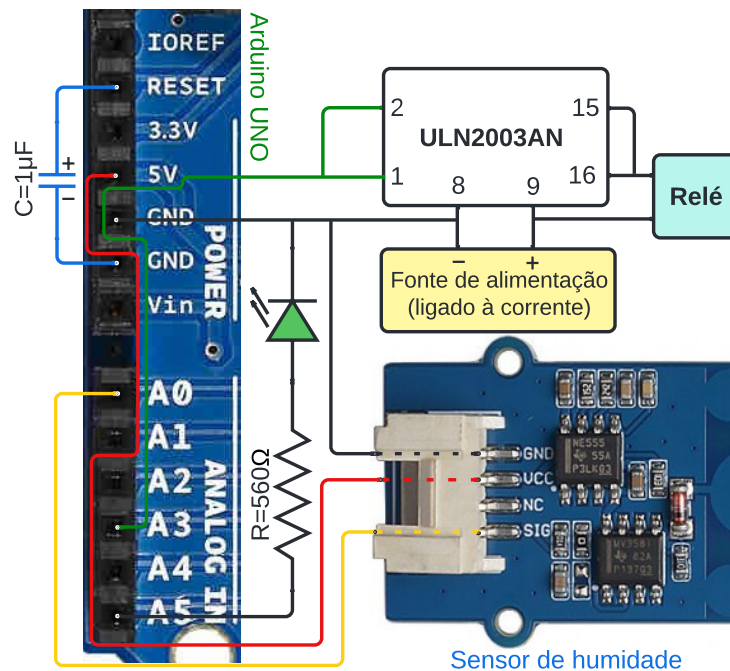 IOREF
RESET
3.3V
5V
GND
GND
Vin
A0
A1
A2
A3
A4
A5
POWER
ANALOG IN
Arduino UNO
C=1µF
+
−
R=560Ω
ULN2003AN
2
1
15
16
8
9
Relé
− +
Fonte de alimentação
(ligado à corrente)
GND
VCC
NC
SIG
NE555
55A
P3LKG3
Sensor de humidade